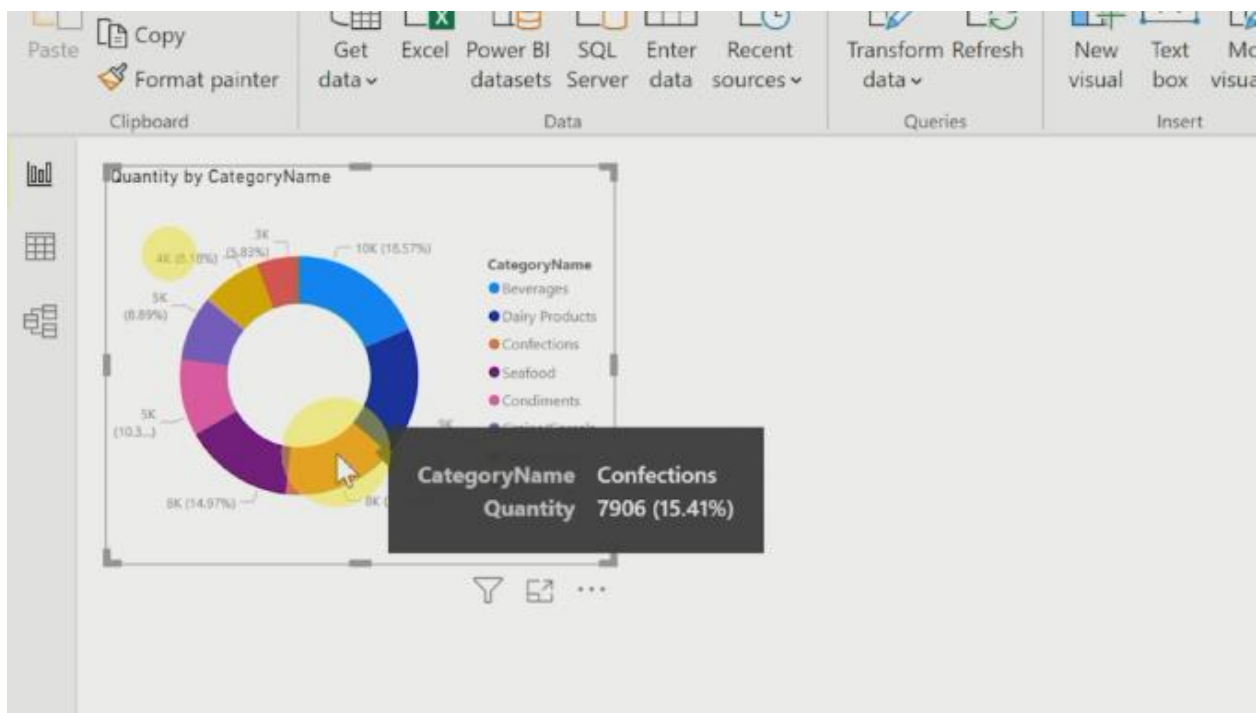 Paste
Copy
Format painter
Clipboard
Get data
Excel
Power BI datasets
SQL Server
Enter data
Recent sources
Data
Transform data
Refresh
Queries
New visual
Text box
Insert
Quantity by CategoryName
3K
(5.83%)
10K (18.57%)
5K
(8.89%)
5K
(10.3...)
8K (14.97%)
9K
8K
CategoryName
Beverages
Dairy Products
Confections
Seafood
Condiments
CategoryName Confections
Quantity 7906 (15.41%)